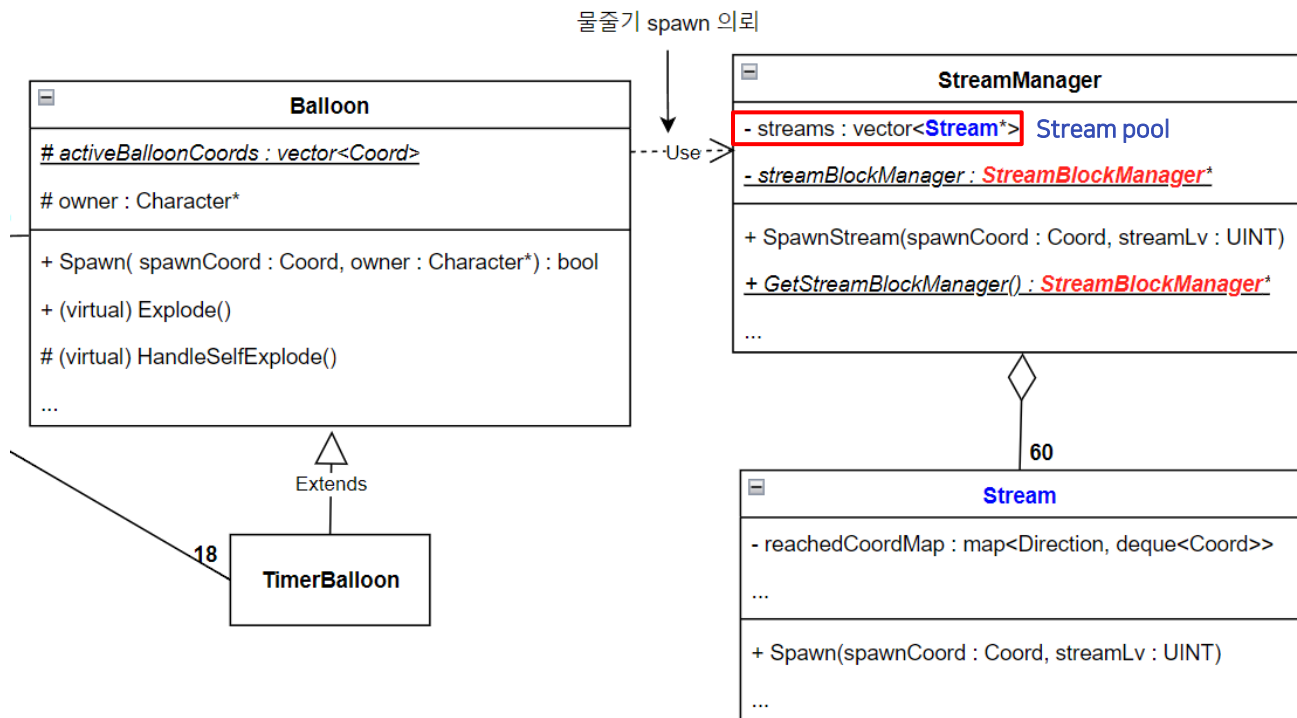 물줄기 spawn 의뢰
Balloon
# activeBalloonCoords : vector<Coord>
# owner : Character*
+ Spawn( spawnCoord : Coord, owner : Character*) : bool
+ (virtual) Explode()
# (virtual) HandleSelfExplode()
...
Use
StreamManager
- streams : vector<Stream*> Stream pool
- streamBlockManager : StreamBlockManager*
+ SpawnStream(spawnCoord : Coord, streamLv : UINT)
+ GetStreamBlockManager() : StreamBlockManager*
...
Extends
18
TimerBalloon
60
Stream
- reachedCoordMap : map<Direction, deque<Coord>>
...
+ Spawn(spawnCoord : Coord, streamLv : UINT)
...